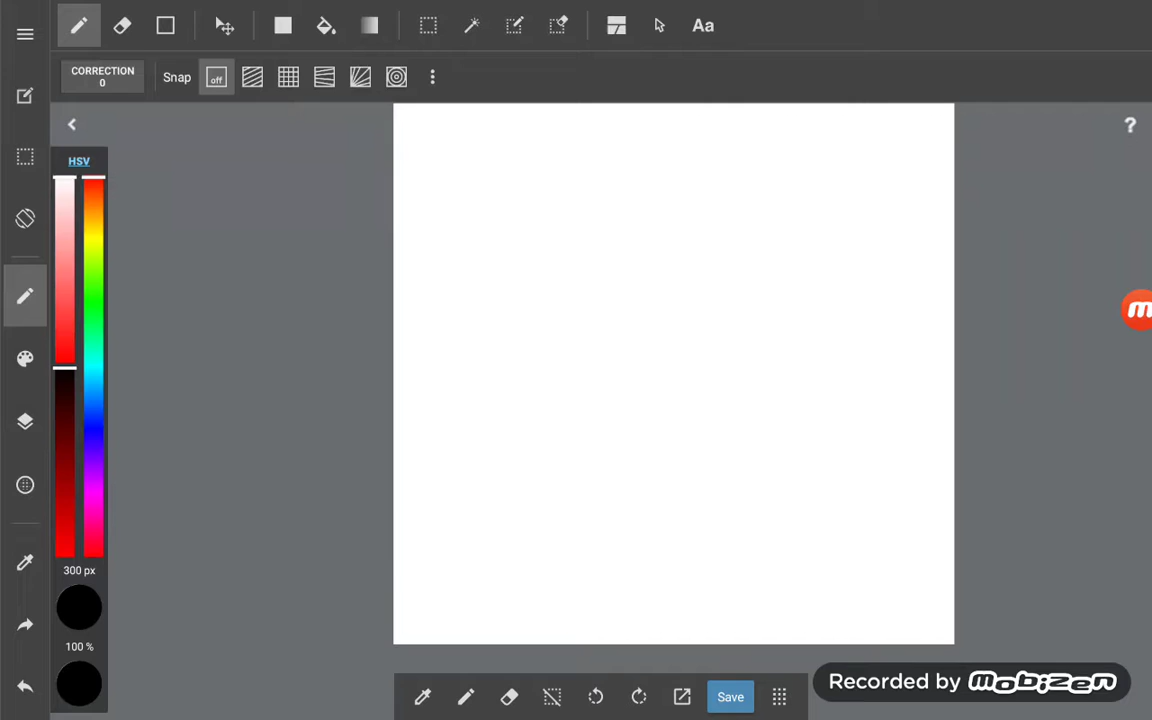 Aa
CORRECTION
0
Snap
off
?
HSV
300 px
100 %
Save
Recorded by mobizen